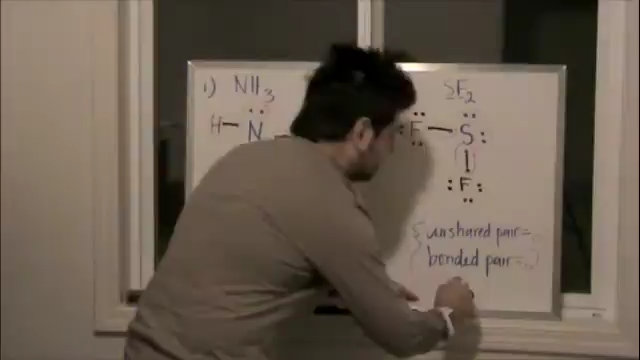 1) NH3
SF2
H N
F S
F
unshared pair =
bonded pair =